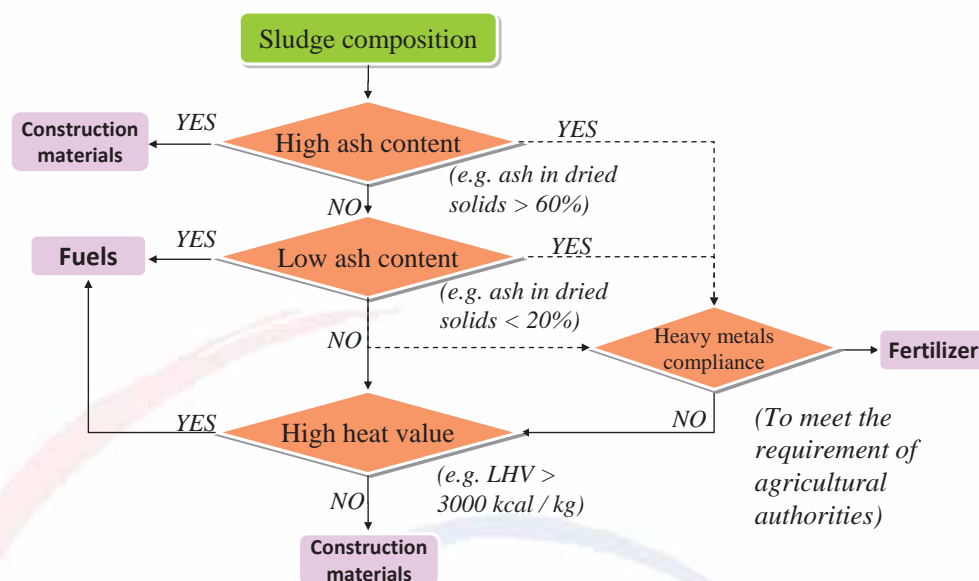 Sludge composition
YES
High ash content
YES
Construction
materials
(e.g. ash in dried
solids > 60%)
NO
YES
Low ash content
YES
Fuels
(e.g. ash in dried
solids < 20%)
NO
Heavy metals
compliance
Fertilizer
YES
High heat value
NO
(To meet the
requirement of
agricultural
authorities)
(e.g. LHV >
3000 kcal / kg)
NO
Construction
materials